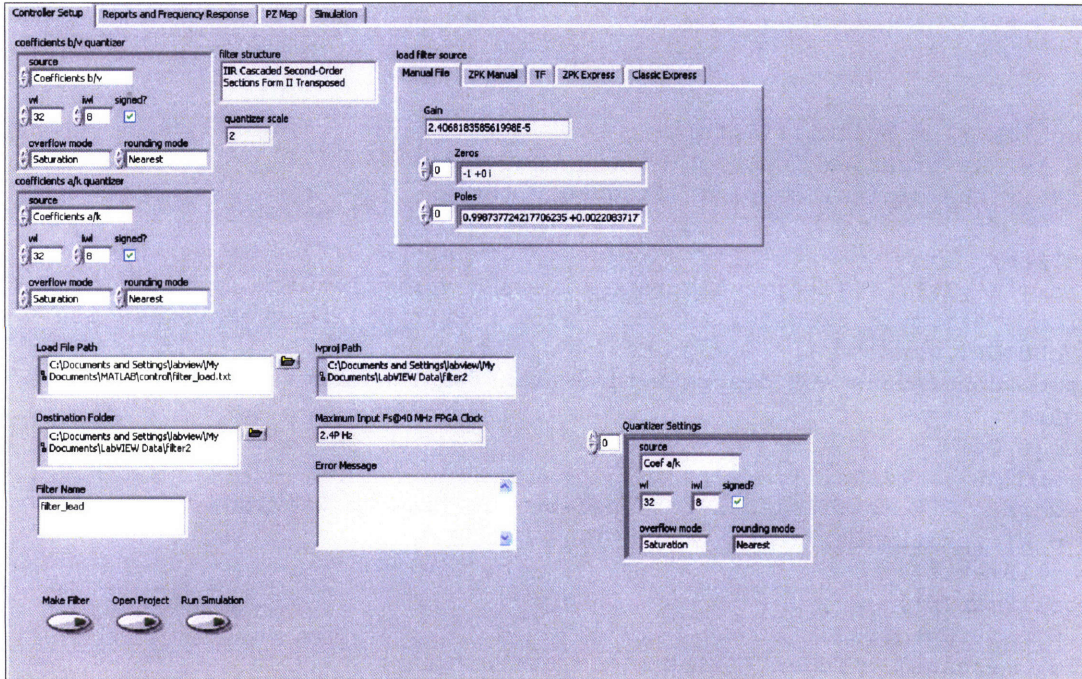 Controller Setup
Reports and Frequency Response
PZ Map
Simulation
coefficients b/v quantizer
source
Coefficients b/v
wl
iwl
signed?
32
8
overflow mode
rounding mode
Saturation
Nearest
coefficients a/k quantizer
source
Coefficients a/k
wl
iwl
signed?
32
8
overflow mode
rounding mode
Saturation
Nearest
filter structure
IIR Cascaded Second-Order
Sections Form II Transposed
quantizer scale
2
load filter source
Manual File
ZPK Manual
TF
ZPK Express
Classic Express
Gain
2.406818358561998E-5
Zeros
0
-1 +0 i
Poles
0
0.998737724217706235 +0.0022083717
Load File Path
C:\Documents and Settings\labview\My
Documents\MATLAB\control\filter_load.txt
Destination Folder
C:\Documents and Settings\labview\My
Documents\LabVIEW Data\filter2
Filter Name
filter_lead
lvproj Path
C:\Documents and Settings\labview\My
Documents\LabVIEW Data\filter2
Maximum Input Fs@40 MHz FPGA Clock
Hz
Error Message
0
Quantizer Settings
source
Coef a/k
wl
iwl
signed?
32
8
overflow mode
rounding mode
Saturation
Nearest
Make Filter
Open Project
Run Simulation